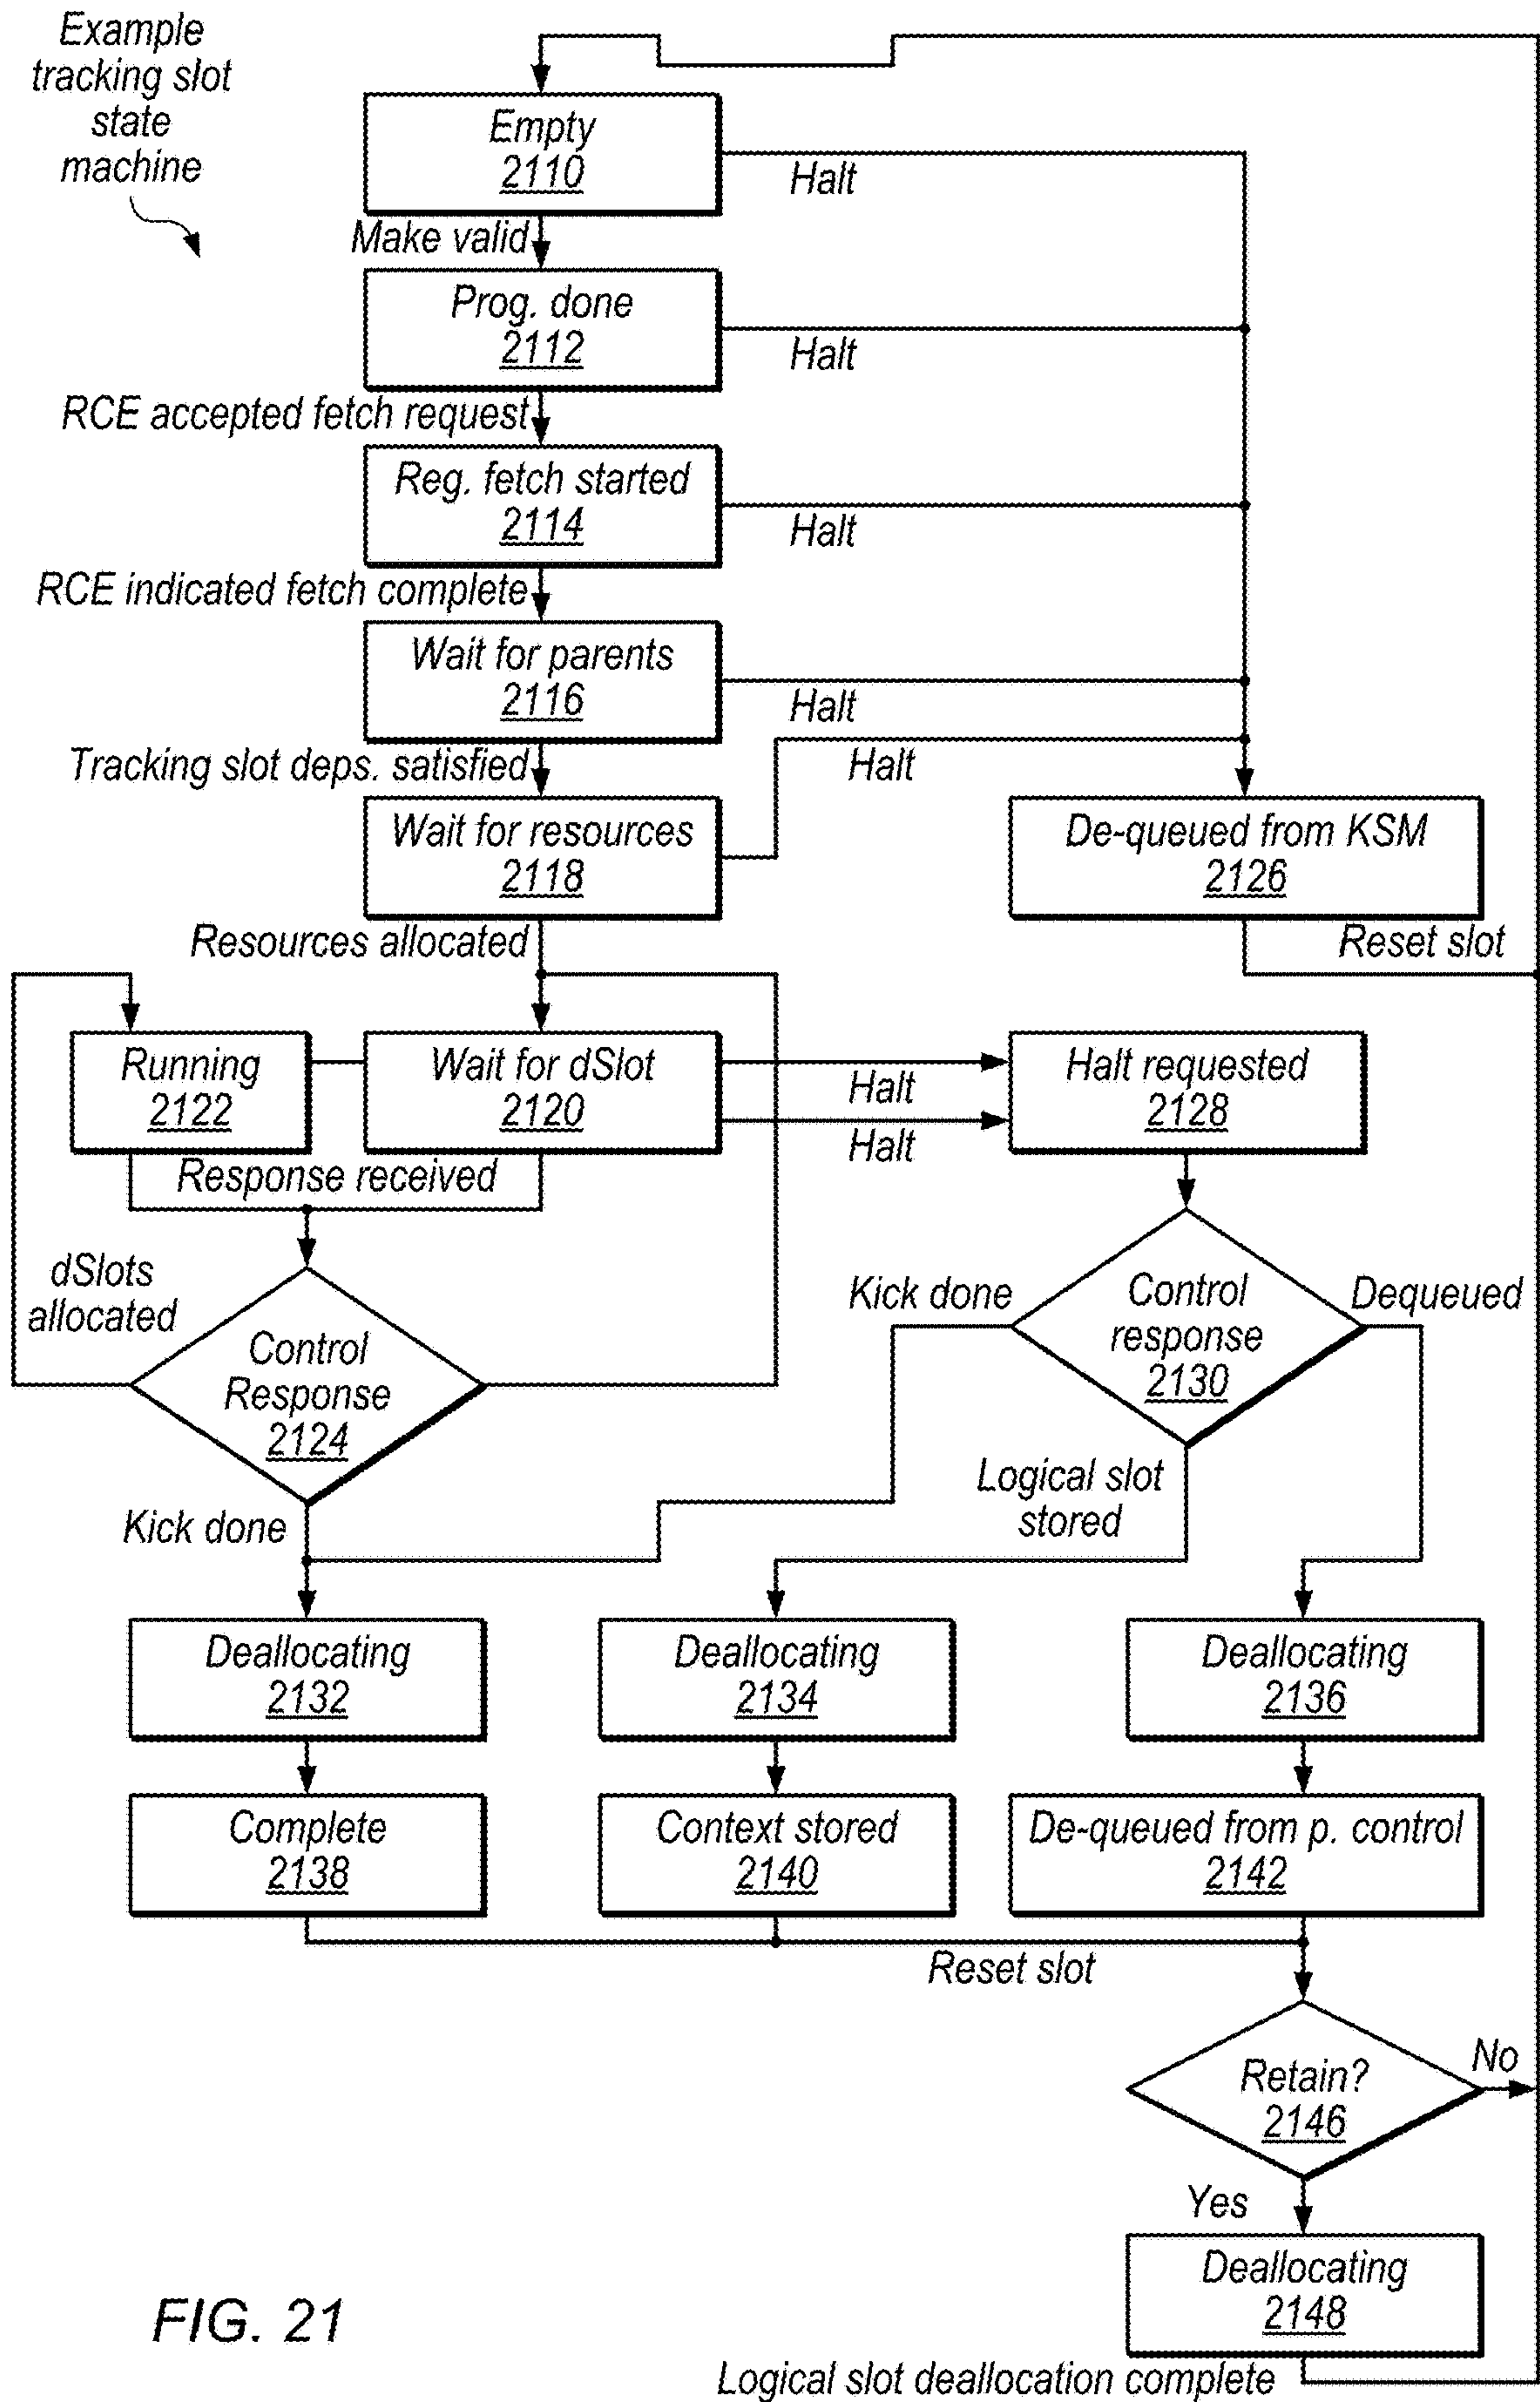 Example
tracking slot
state
machine
Empty
2110
Halt
Make valid
Prog. done
2112
Halt
RCE accepted fetch request
Reg. fetch started
2114
Halt
RCE indicated fetch complete
Wait for parents
2116
Halt
Tracking slot deps. satisfied
Halt
Wait for resources
2118
De-queued from KSM
2126
Resources allocated
Reset slot
Running
2122
Wait for dSlot
2120
Halt
Halt
Halt requested
2128
Response received
dSlots
allocated
Control
Response
2124
Kick done
Control
response
2130
Dequeued
Logical slot
stored
Kick done
Deallocating
2132
Deallocating
2134
Deallocating
2136
Complete
2138
Context stored
2140
De-queued from p. control
2142
Reset slot
Retain?
2146
No
Yes
Deallocating
2148
Logical slot deallocation complete
FIG. 21